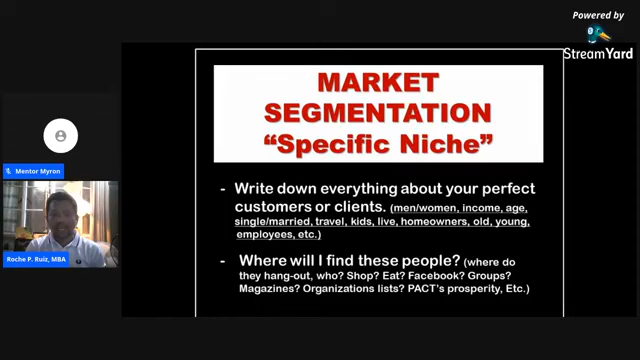 Powered by
StreamYard
MARKET
SEGMENTATION
“Specific Niche”
- Write down everything about your perfect
customers or clients. (men/women, income, age,
single/married, travel, kids, live, homeowners, old, young,
employees, etc.)
- Where will I find these people? (where do
they hang-out, who? Shop? Eat? Facebook? Groups?
Magazines? Organizations lists? PACT's prosperity, Etc.)
Mentor Myron
Roche P. Ruiz, MBA